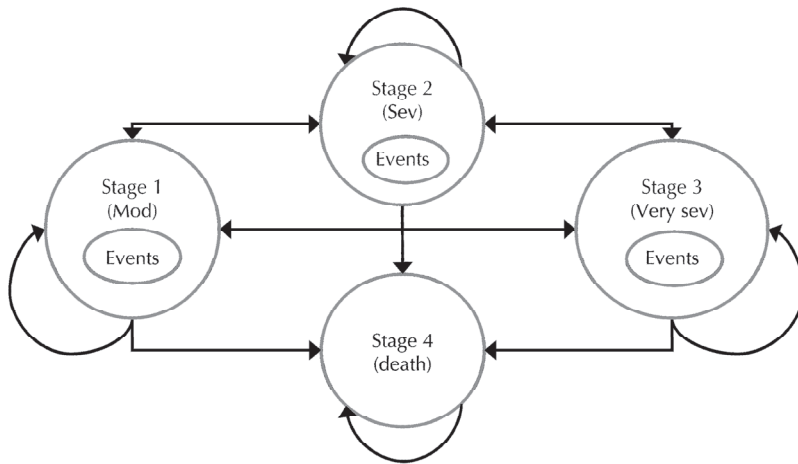 Stage 2
(Sev)
Events
Stage 1
(Mod)
Events
Stage 3
(Very sev)
Events
Stage 4
(death)